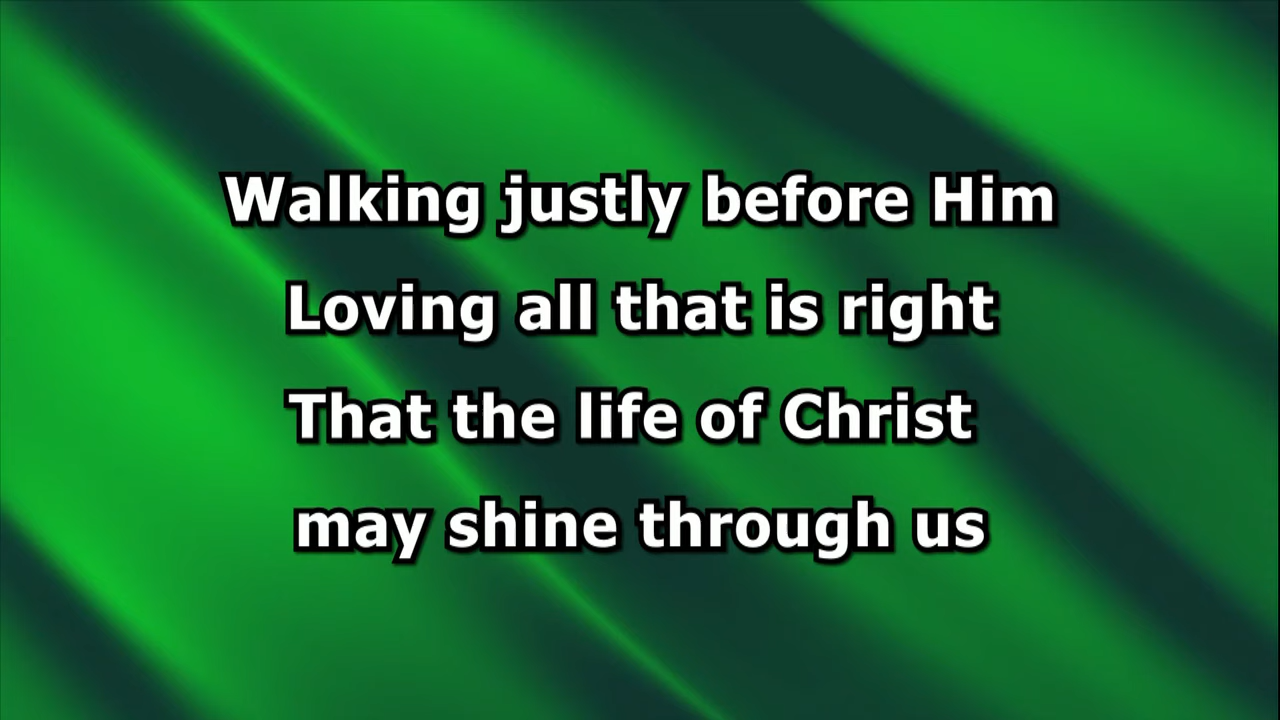 Walking justly before Him
Loving all that is right
That the life of Christ
may shine through us